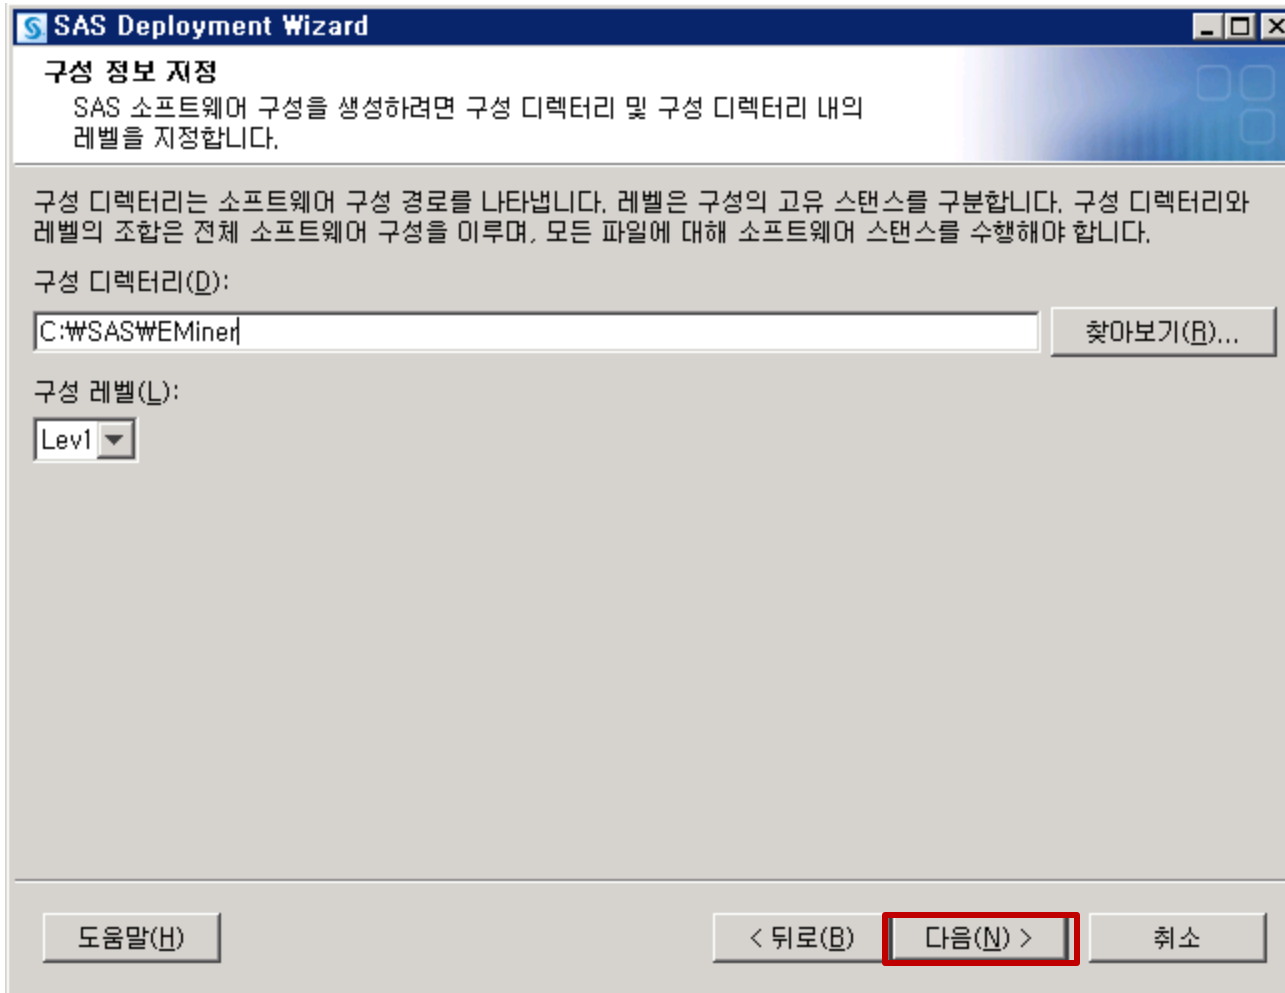 SAS Deployment Wizard
구성 정보 지정
SAS 소프트웨어 구성을 생성하려면 구성 디렉터리 및 구성 디렉터리 내의
레벨을 지정합니다.
구성 디렉터리는 소프트웨어 구성 경로를 나타냅니다. 레벨은 구성의 고유 스탠스를 구분합니다. 구성 디렉터리와
레벨의 조합은 전체 소프트웨어 구성을 이루며, 모든 파일에 대해 소프트웨어 스탠스를 수행해야 합니다.
구성 디렉터리(D):
C:₩SAS₩EMiner
찾아보기(R)...
구성 레벨(L):
Lev1
도움말(H)
< 뒤로(B)
다음(N) >
취소